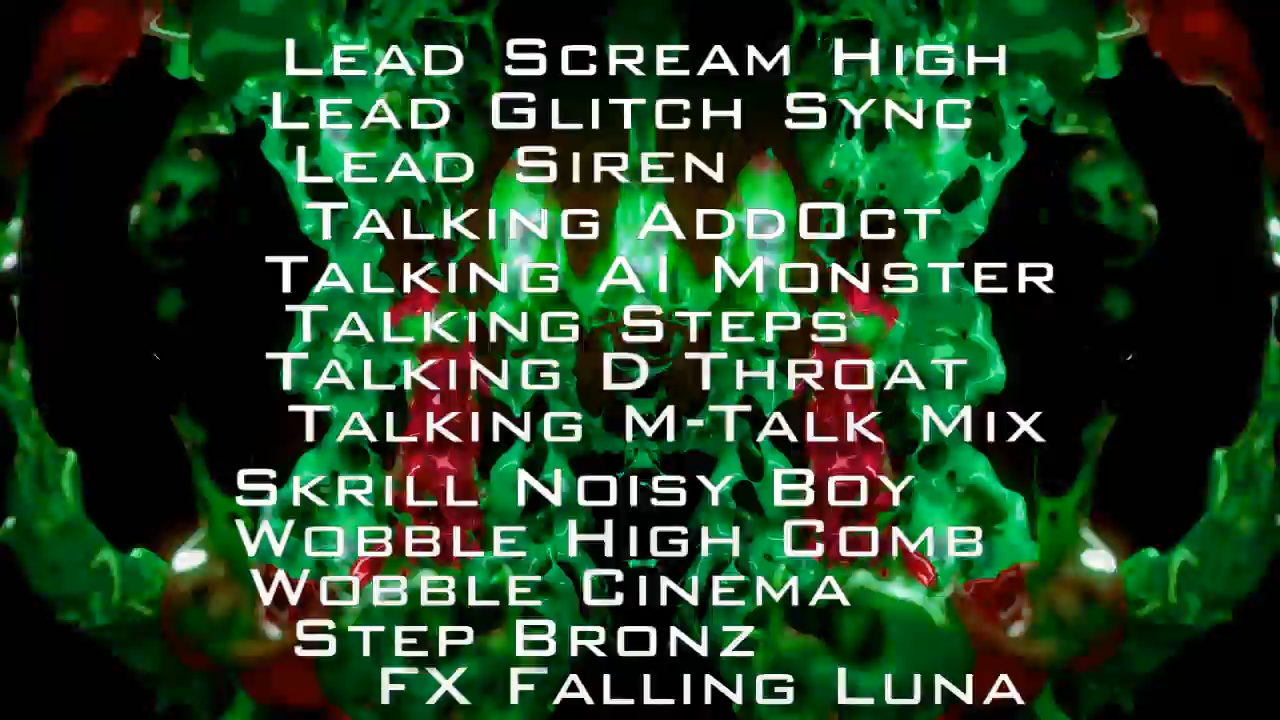 Lead Scream High
Lead Glitch Sync
Lead Siren
Talking AddOct
Talking AI Monster
Talking Steps
Talking D Throat
Talking M-Talk Mix
Skrill Noisy Boy
Wobble High Comb
Wobble Cinema
Step Bronz
FX Falling Luna